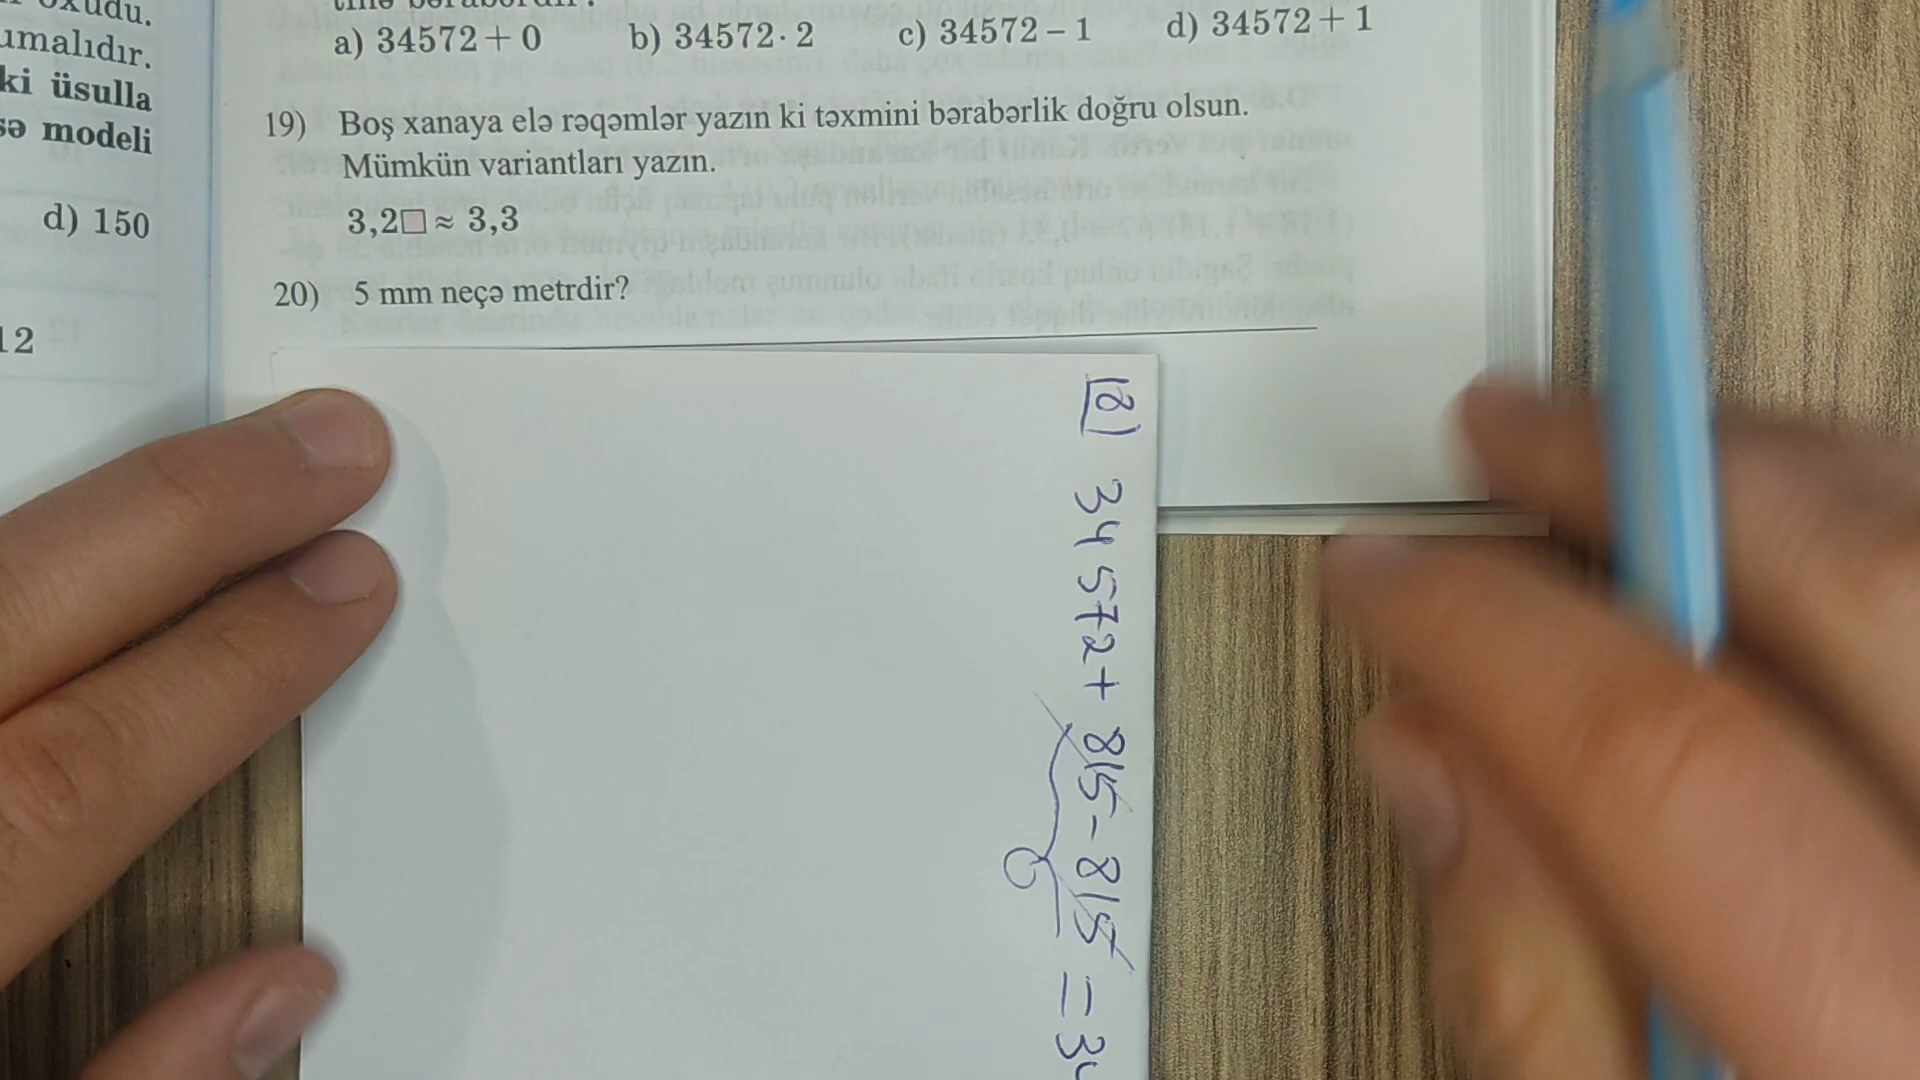 umalıdır.
ki üsulla
modeli
d) 150
12
a) 34572 + 0 b) 34572 · 2 c) 34572 – 1 d) 34572 + 1
19) Boş xanaya elə rəqəmlər yazın ki təxmini bərabərlik doğru olsun.
Mümkün variantları yazın.
3,2□ ≈ 3,3
20) 5 mm neçə metrdir?
18) 34572 + 815 – 815 = 34
0